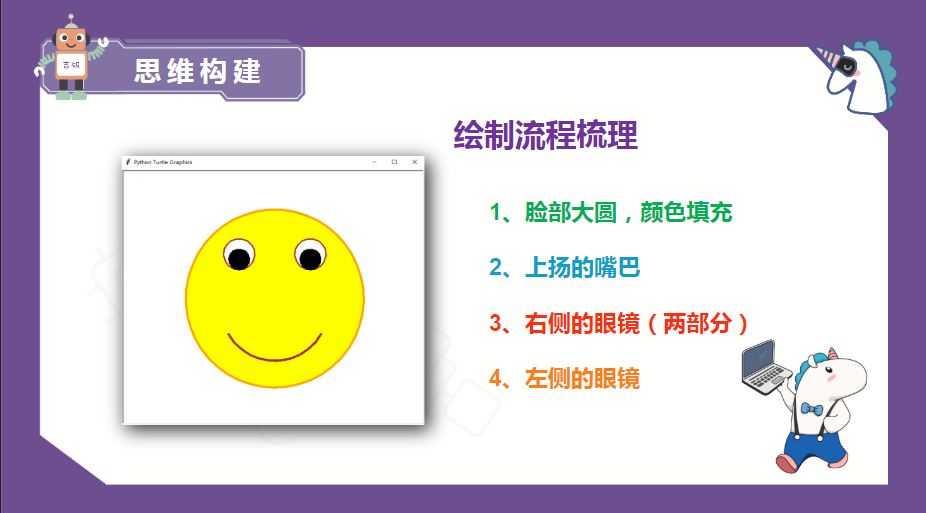 思维构建
绘制流程梳理
Python Turtle Graphics
1、脸部大圆，颜色填充
2、上扬的嘴巴
3、右侧的眼镜（两部分）
4、左侧的眼镜